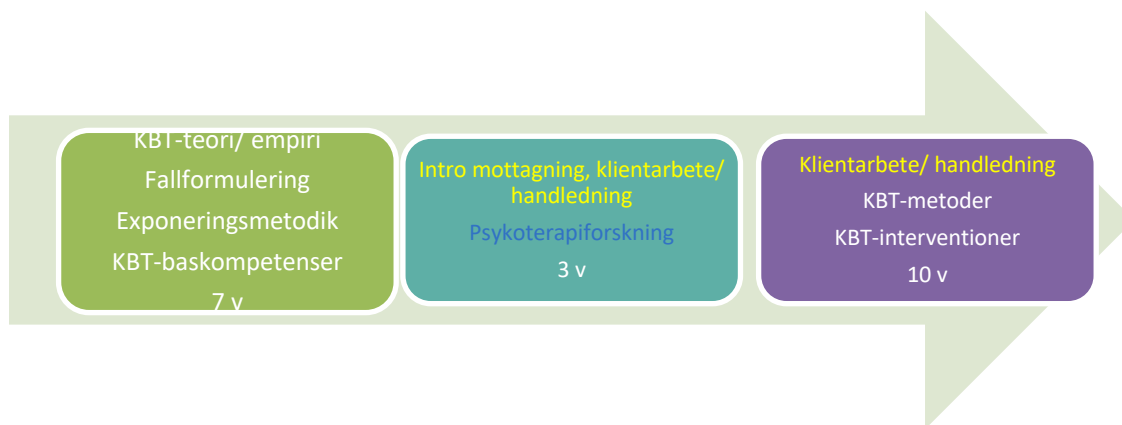 KBT-teori/ empiri
Fallformulering
Exponeringsmetodik
KBT-baskompetenser
7 v
Intro mottagning, klientarbete/
handledning
Psykoterapiforskning
3 v
Klientarbete/ handledning
KBT-metoder
KBT-interventioner
10 v